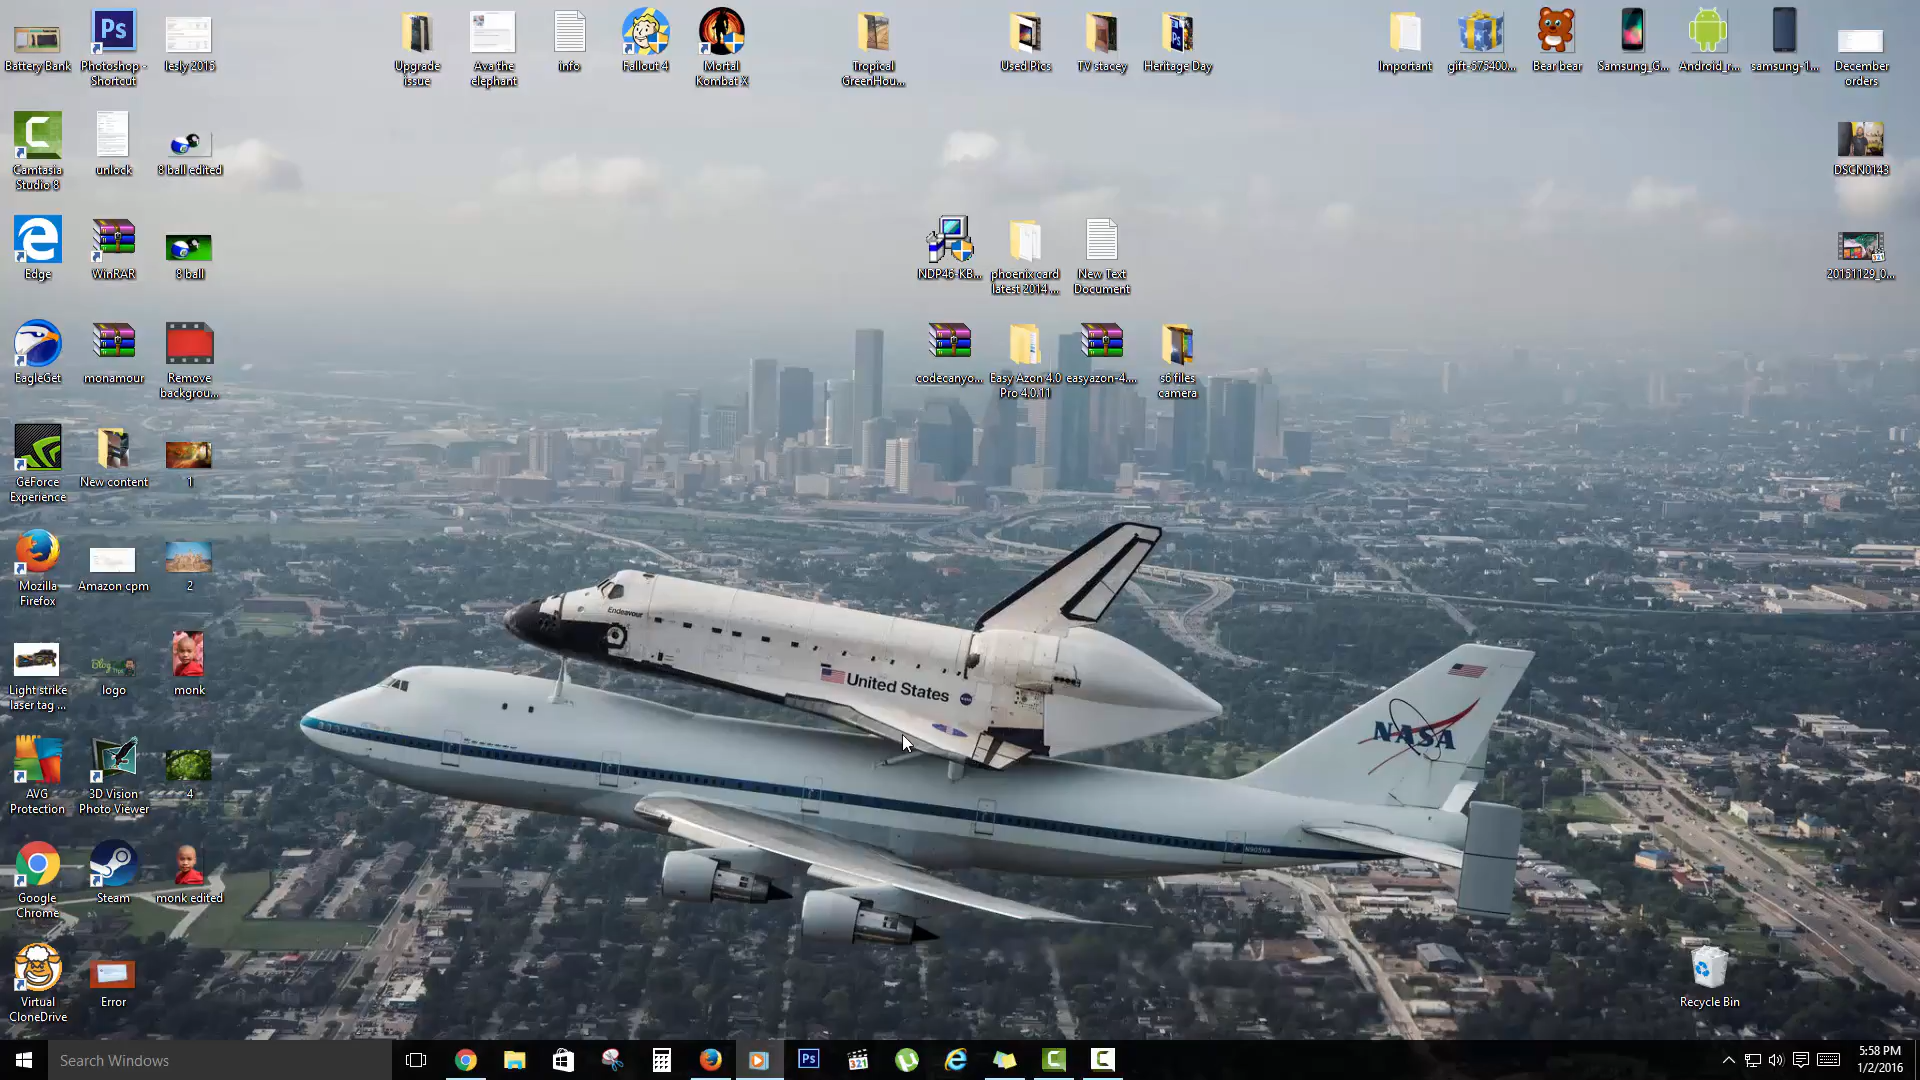 Battery Bank
Photoshop -
Shortcut
lesly 2015
Upgrade
issue
Ava the
elephant
info
Fallout 4
Mortal
Kombat X
Tropical
GreenHou...
Used Pics
TV stacey
Heritage Day
Important
gift-575400...
Bear bear
Samsung_G...
Android_r...
samsung-1...
December
orders
Camtasia
Studio 8
unlock
8 ball edited
DSCN0143
Edge
WinRAR
8 ball
NDP46-KB...
phoenix card
latest 2014 ...
New Text
Document
20151129_0...
EagleGet
monamour
Remove
backgrou...
codecanyo...
Easy Azon 4.0
Pro 4.0.11
easyazon-4....
s6 files
camera
GeForce
Experience
New content
1
Mozilla
Firefox
Amazon cpm
2
Light strike
laser tag ...
logo
monk
AVG
Protection
3D Vision
Photo Viewer
4
Google
Chrome
Steam
monk edited
Virtual
CloneDrive
Error
Recycle Bin
Endeavour
United States
NASA
N905NA
Search Windows
5:58 PM
1/2/2016